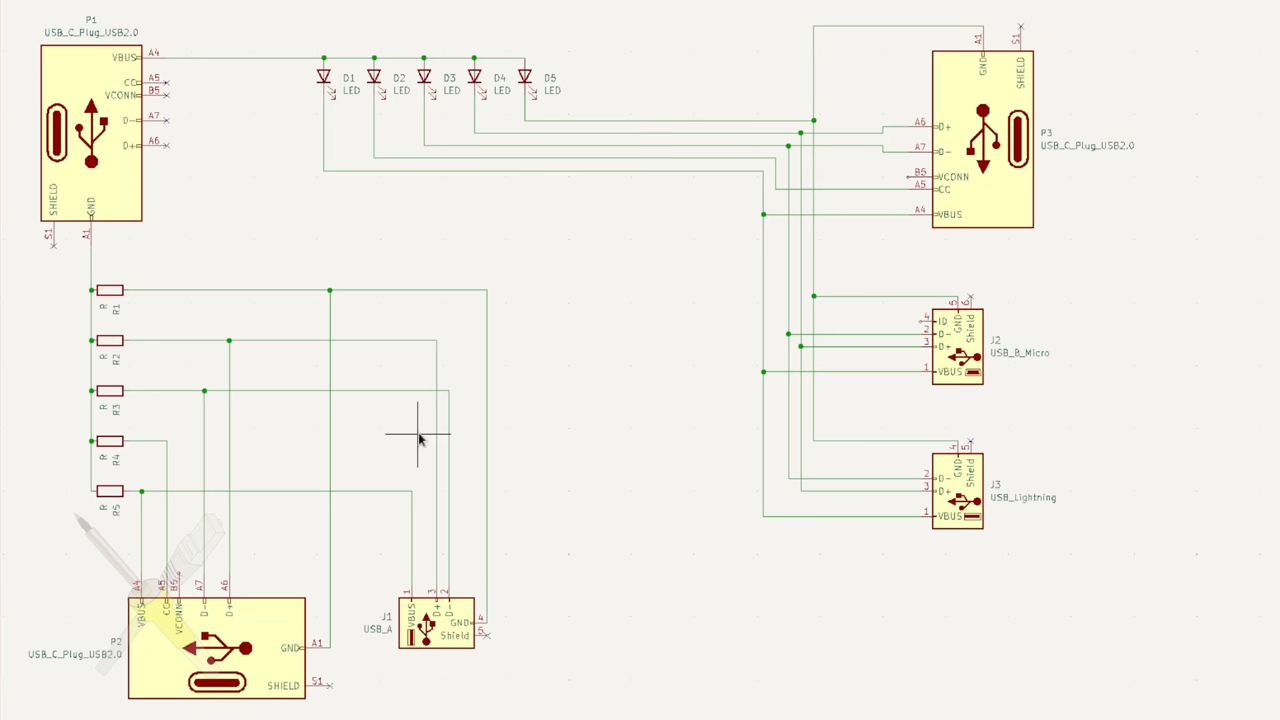 P1
USB_C_Plug_USB2.0
VBUS A4
CC A5
VCONN B5
D- A7
D+ A6
SHIELD
GND
S1
A1
D1
LED
D2
LED
D3
LED
D4
LED
D5
LED
A1
S1
GND
SHIELD
A6 D+
A7 D-
B5 VCONN
A5 CC
A4 VBUS
P3
USB_C_Plug_USB2.0
R
R1
R
R2
R
R3
R
R4
R
R5
5
6
4 ID
2 D-
3 D+
1 VBUS
GND
Shield
J2
USB_B_Micro
4
5
GND
Shield
2 D-
3 D+
1 VBUS
J3
USB_Lightning
A4
A5
B5
A7
A6
VBUS
CC
VCONN
D-
D+
GND A1
SHIELD S1
P2
USB_C_Plug_USB2.0
1
3
2
VBUS
D+
D-
GND 4
Shield 5
J1
USB_A